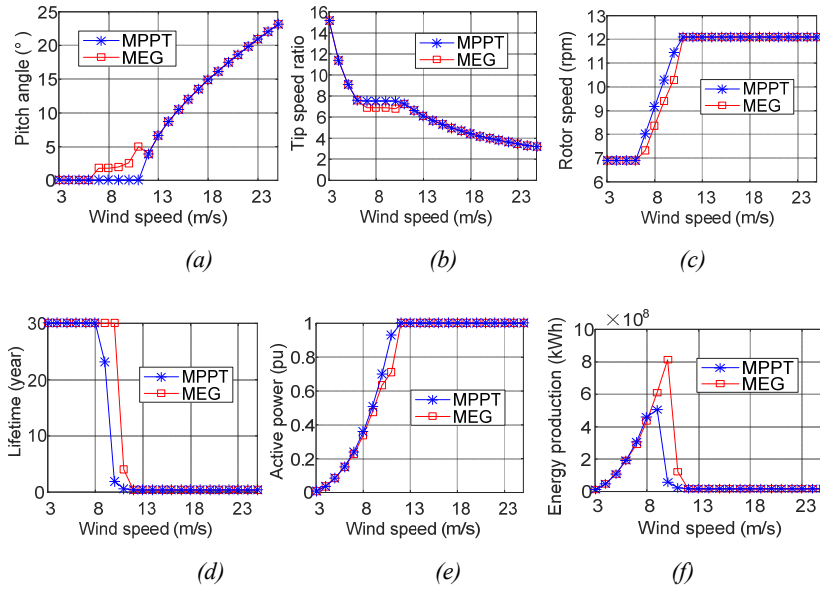 25
20
15
10
5
0
3 8 13 18 23
Pitch angle (°)
Wind speed (m/s)
MPPT
MEG
(a)
16
14
12
10
8
6
4
2
0
3 8 13 18 23
Tip speed ratio
Wind speed (m/s)
MPPT
MEG
(b)
13
12
11
10
9
8
7
6
3 8 13 18 23
Rotor speed (rpm)
Wind speed (m/s)
MPPT
MEG
(c)
30
20
10
0
3 8 13 18 23
Lifetime (year)
Wind speed (m/s)
MPPT
MEG
(d)
1
0.8
0.6
0.4
0.2
0
3 8 13 18 23
Active power (pu)
Wind speed (m/s)
MPPT
MEG
(e)
×10⁸
10
8
6
4
2
0
3 8 13 18 23
Energy production (kWh)
Wind speed (m/s)
MPPT
MEG
(f)